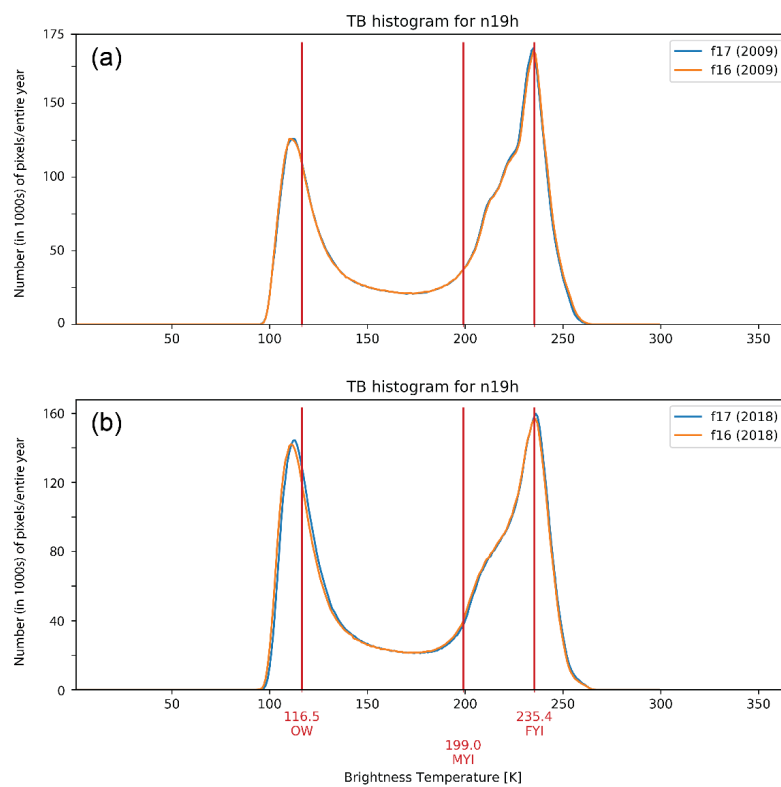 TB histogram for n19h
(a)
f17 (2009)
f16 (2009)
175
150
100
50
0
Number (in 1000s) of pixels/entire year
50
100
150
200
250
300
350
TB histogram for n19h
(b)
f17 (2018)
f16 (2018)
160
120
80
40
0
Number (in 1000s) of pixels/entire year
50
100
150
200
250
300
350
116.5
OW
199.0
MYI
235.4
FYI
Brightness Temperature [K]